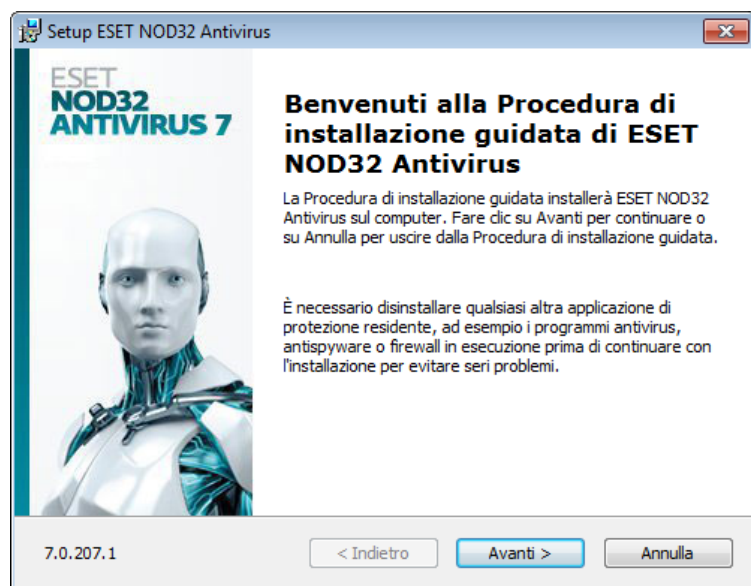 Setup ESET NOD32 Antivirus
ESET
NOD32
ANTIVIRUS 7
Benvenuti alla Procedura di
installazione guidata di ESET
NOD32 Antivirus
La Procedura di installazione guidata installerà ESET NOD32
Antivirus sul computer. Fare clic su Avanti per continuare o
su Annulla per uscire dalla Procedura di installazione guidata.
È necessario disinstallare qualsiasi altra applicazione di
protezione residente, ad esempio i programmi antivirus,
antispyware o firewall in esecuzione prima di continuare con
l'installazione per evitare seri problemi.
7.0.207.1
< Indietro
Avanti >
Annulla